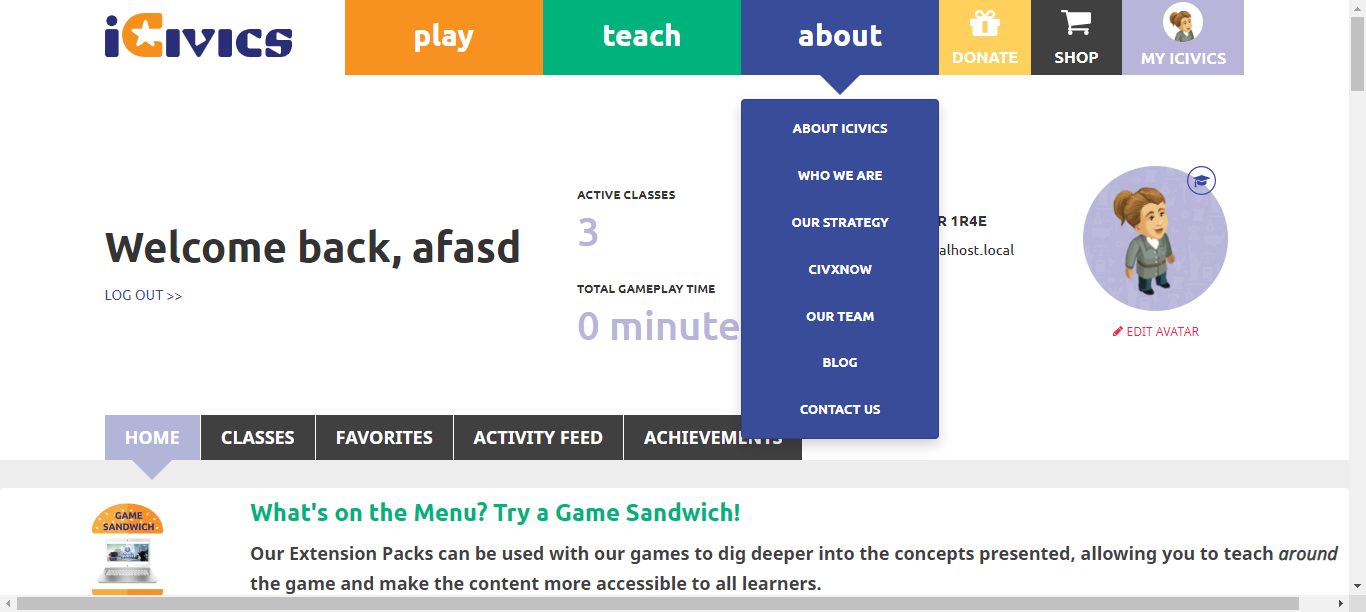 iCivics
play
teach
about
DONATE
SHOP
MY ICIVICS
ABOUT ICIVICS
WHO WE ARE
OUR STRATEGY
CIVXNOW
OUR TEAM
BLOG
CONTACT US
Welcome back, afasd
LOG OUT >>
ACTIVE CLASSES
3
TOTAL GAMEPLAY TIME
0 minute
R 1R4E
alhost.local
EDIT AVATAR
HOME
CLASSES
FAVORITES
ACTIVITY FEED
ACHIEVEMENTS
GAME
SANDWICH
What's on the Menu? Try a Game Sandwich!
Our Extension Packs can be used with our games to dig deeper into the concepts presented, allowing you to teach around
the game and make the content more accessible to all learners.